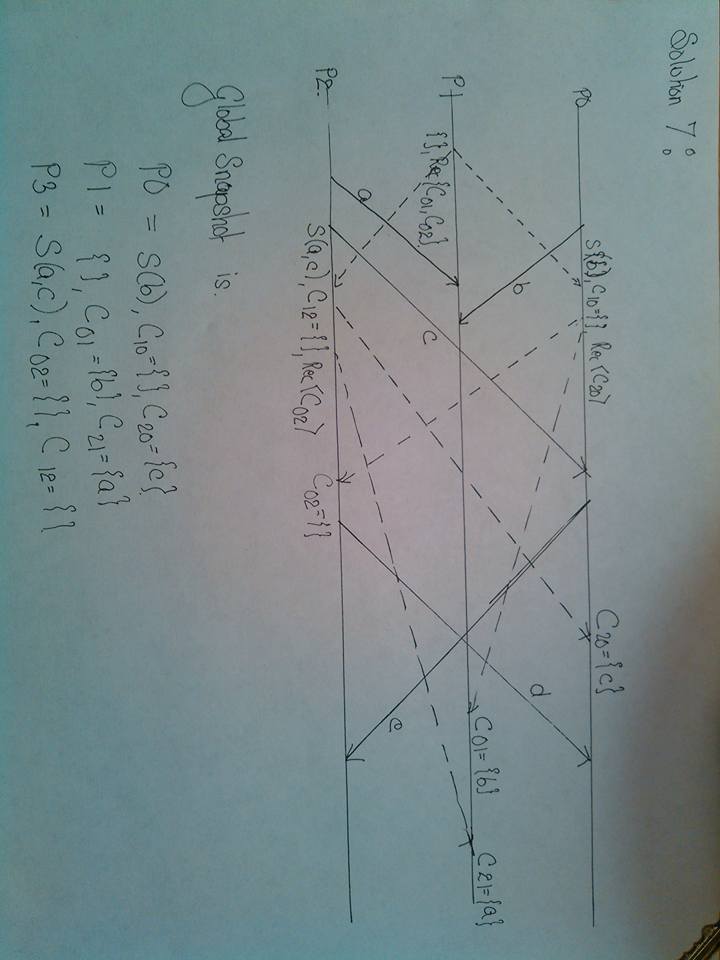 Solution 7:
P0
S{b}, C10={}, Rec{C20}
C20={c}
b
P1
{}, Rec{C01, C02}
c
d
C01={b}
C21={a}
a
e
P2
S(a,c), C12={}, Rec{C02}
C02={}
Global Snapshot is.
P0 = S(b), C10={}, C20={c}
P1 = {}, C01={b}, C21={a}
P3 = S(a,c), C02={}, C12={}